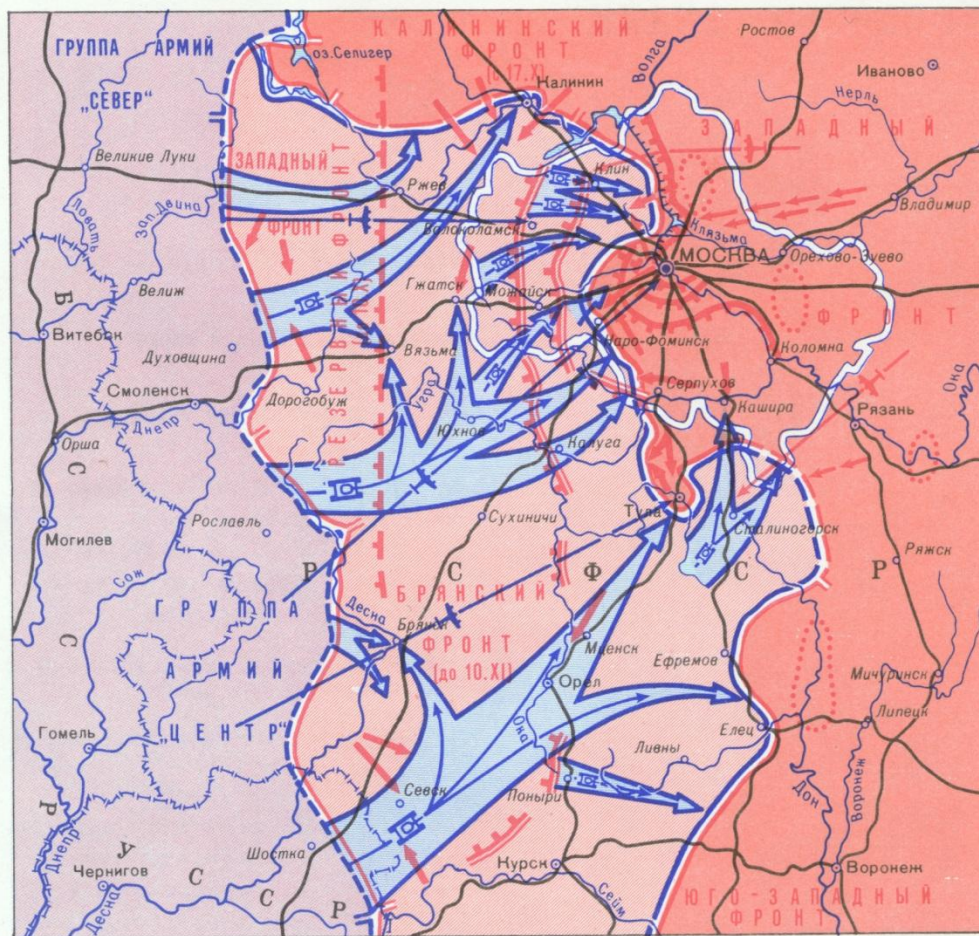 ГРУППА АРМИЙ
„СЕВЕР“
КАЛИНИНСКИЙ
ФРОНТ
(с 17.X)
оз.Селигер
Калинин
Волга
Ростов
Иваново
Нерль
ЗАПАДНЫЙ
ФРОНТ
Великие Луки
ЗАПАДНЫЙ
ФРОНТ
Ржев
Клин
Ловать
Зап.Двина
Волоколамск
Клязьма
Владимир
МОСКВА
Орехово-Зуево
Велиж
Гжатск
Можайск
Витебск
Духовщина
Вязьма
Наро-Фоминск
Коломна
Смоленск
Дорогобуж
РЕЗЕРВНЫЙ ФРОНТ
Угра
Серпухов
Кашира
Ока
Рязань
Орша
Днепр
Юхнов
Калуга
Могилев
Рославль
Сухиничи
Тула
Сталиногорск
Ряжск
Сож
Р С Ф С Р
ГРУППА
АРМИЙ
„ЦЕНТР“
Десна
Брянск
БРЯНСКИЙ
ФРОНТ
(до 10.XI)
Мценск
Ефремов
Мичуринск
Орел
Гомель
Ока
Елец
Липецк
Ливны
Севск
Поныри
Дон
Воронеж
Б С С Р
Днепр
Шостка
Курск
Воронеж
Чернигов
Десна
Сейм
У С С Р
ЮГО-ЗАПАДНЫЙ
ФРОНТ